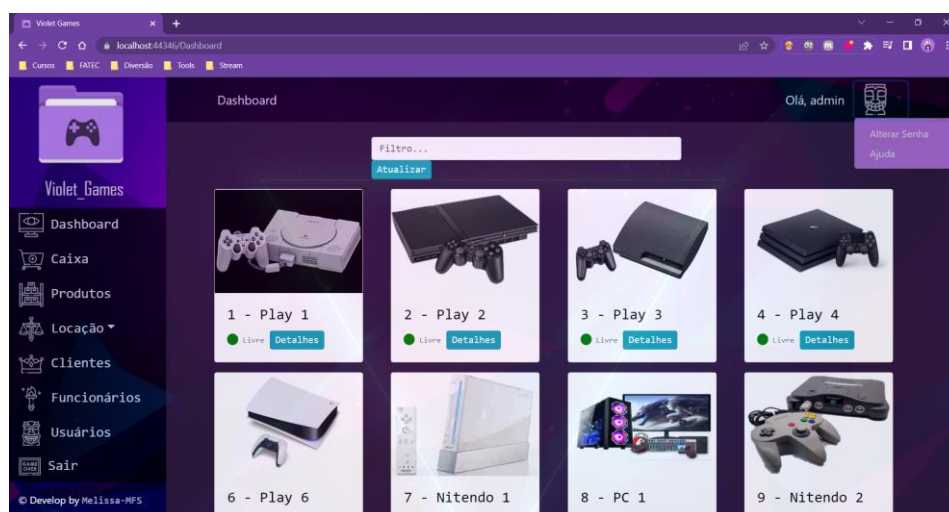 Violet Games
localhost:44346/Dashboard
Cursos FATEC Diversão Tools Stream
Dashboard
Olá, admin
Alterar Senha
Ajuda
Filtro...
Atualizar
Violet_Games
Dashboard
Caixa
Produtos
Locação
Clientes
Funcionários
Usuários
GAME OVER
Sair
© Develop by Melissa-MFS
1 - Play 1
Livre Detalhes
2 - Play 2
Livre Detalhes
3 - Play 3
Livre Detalhes
4 - Play 4
Livre Detalhes
6 - Play 6
7 - Nitendo 1
8 - PC 1
9 - Nitendo 2